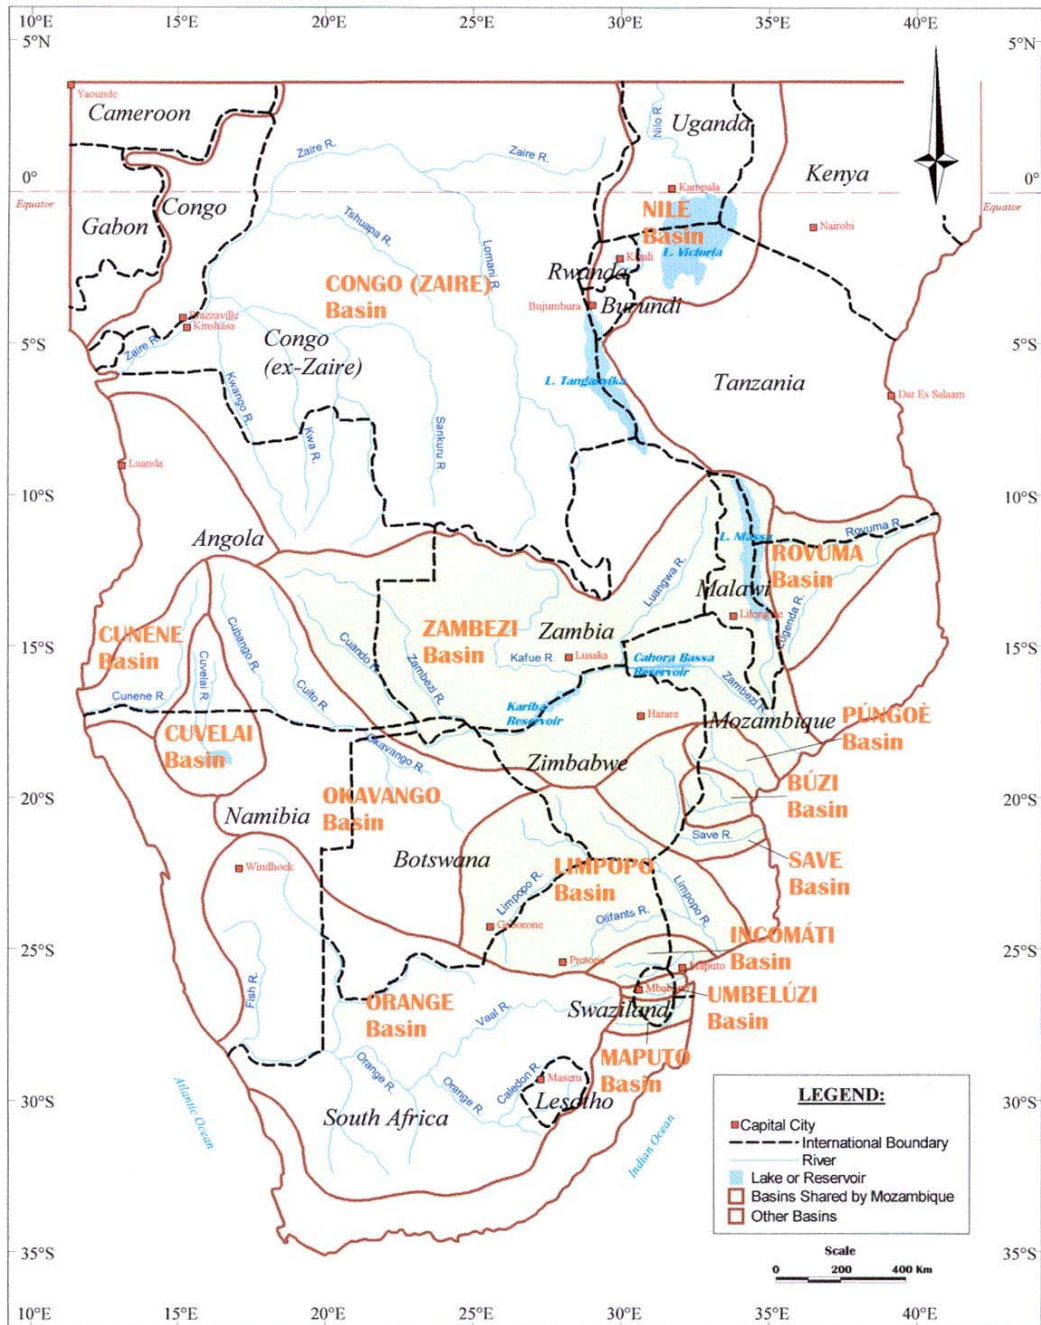 10°E 15°E 20°E 25°E 30°E 35°E 40°E
5°N 5°N
Yaounde
Cameroon
Uganda
Nilo R.
Zaire R.
Zaire R.
Kenya
0° 0°
Kampala
Equator Equator
Congo
Gabon
NILE
Basin
Nairobi
Tshuapa R.
Lomani R.
L. Victoria
Kigali
Rwanda
CONGO (ZAIRE)
Basin
Bujumbura
Burundi
Brazzaville
Kinshasa
Zaire R.
Congo
(ex-Zaire)
5°S 5°S
L. Tanganyika
Tanzania
Dar Es Salaam
Kwango R.
Kwa R.
Sankuru R.
Luanda
10°S 10°S
Angola
L. Massa
Rovuma R.
ROVUMA
Basin
Luangwa R.
Malawi
Lilongwe
Lugenda R.
CUNENE
Basin
Cubango R.
Cuvelai R.
ZAMBEZI
Basin
Zambia
15°S 15°S
Cuando R.
Zambezi R.
Kafue R.
Lusaka
Cahora Bassa
Reservoir
Zambezi R.
Cunene R.
Cuito R.
Kariba
Reservoir
Harare
Mozambique
PÚNGOÈ
Basin
CUVELAI
Basin
Okavango R.
Zimbabwe
BÚZI
Basin
20°S 20°S
OKAVANGO
Basin
Namibia
Save R.
SAVE
Basin
Botswana
Windhoek
LIMPOPO
Basin
Limpopo R.
Limpopo R.
Olifants R.
Gaborone
INCOMÁTI
Basin
25°S 25°S
Pretoria
Maputo
Fish R.
ORANGE
Basin
Mbabane
UMBELÚZI
Basin
Vaal R.
Swaziland
MAPUTO
Basin
Orange R.
Orange R.
Caledon R.
Maseru
Lesotho
Atlantic Ocean
South Africa
Indian Ocean
30°S 30°S
LEGEND:
Capital City
International Boundary
River
Lake or Reservoir
Basins Shared by Mozambique
Other Basins
35°S 35°S
Scale
0 200 400 Km
10°E 15°E 20°E 25°E 30°E 35°E 40°E